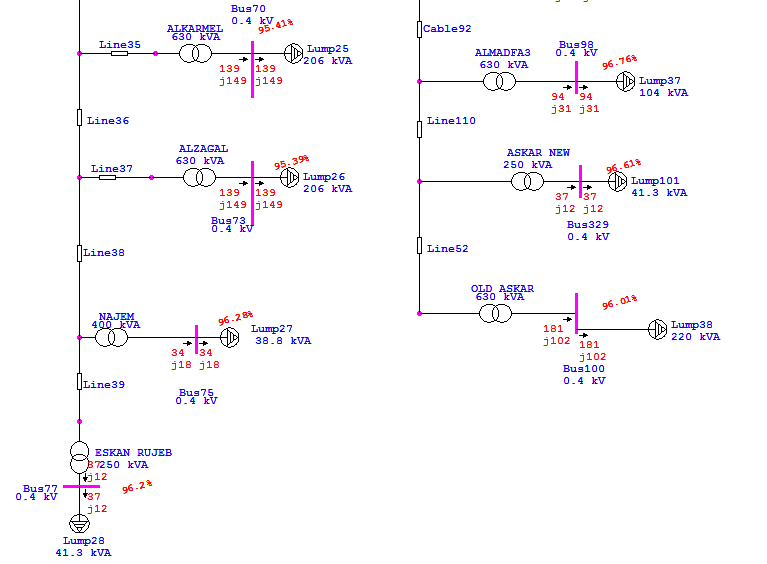 Bus70
0.4 kV
95.41%
ALKARMEL
630 kVA
Line35
Lump25
206 kVA
139 139
j149 j149
Line36
ALZAGAL
630 kVA
95.39%
Line37
Lump26
206 kVA
139 139
j149 j149
Bus73
0.4 kV
Line38
NAJEM
400 kVA
96.28%
Lump27
38.8 kVA
34 34
j18 j18
Line39
Bus75
0.4 kV
ESKAN RUJEB
250 kVA
37
j12
Bus77
0.4 kV
96.2%
37
j12
Lump28
41.3 kVA
Cable92
Bus98
0.4 kV
ALMADFA3
630 kVA
96.76%
Lump37
104 kVA
94 94
j31 j31
Line110
ASKAR NEW
250 kVA
96.61%
Lump101
41.3 kVA
37 37
j12 j12
Bus329
0.4 kV
Line52
OLD ASKAR
630 kVA
96.01%
Lump38
220 kVA
181
j102
181
j102
Bus100
0.4 kV